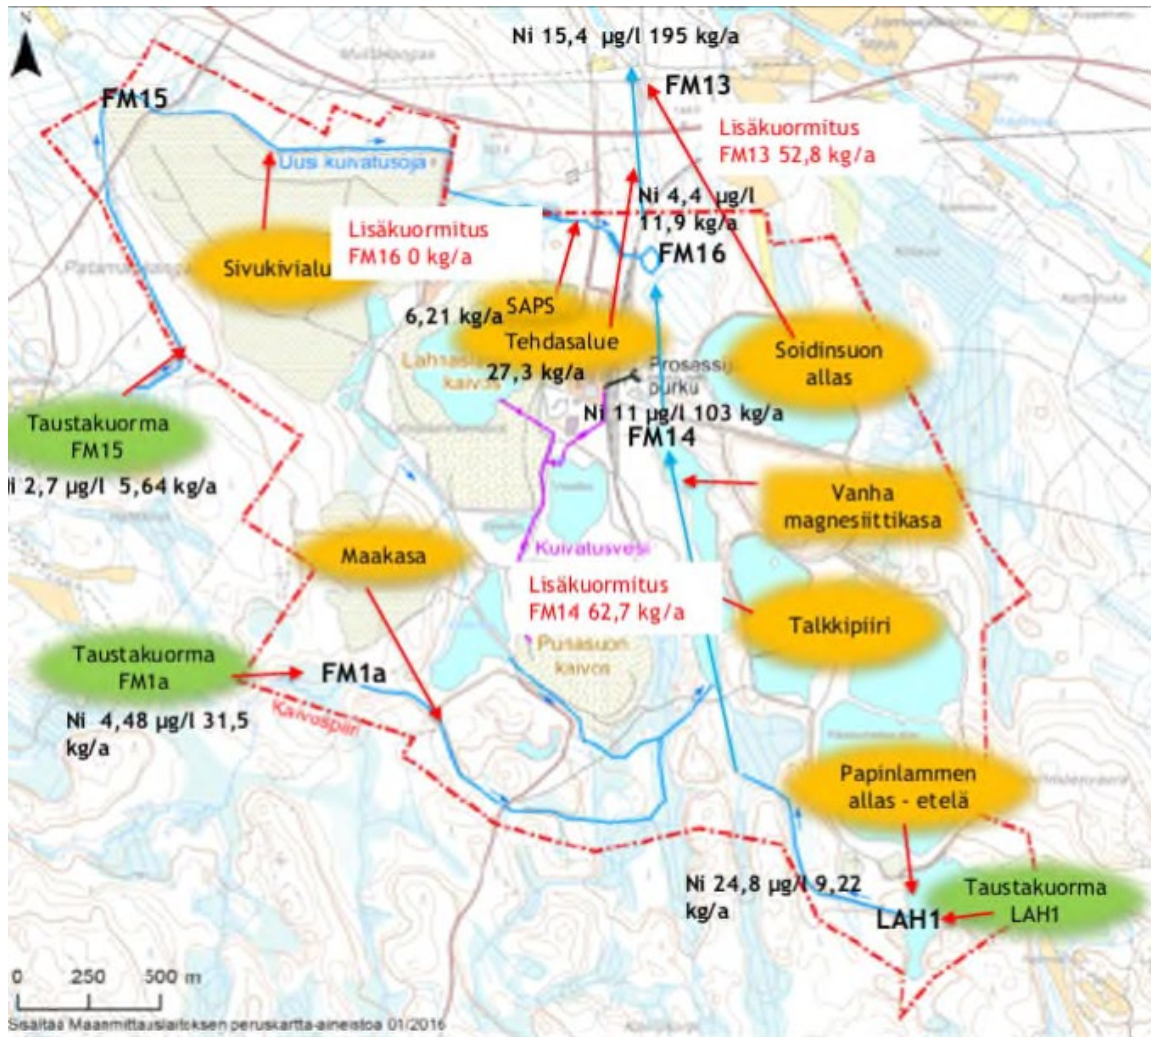 N
Ni 15,4 µg/l 195 kg/a
FM15
FM13
Lisäkuormitus
FM13 52,8 kg/a
Uusi kuivatusoja
Ni 4,4 µg/l
11,9 kg/a
Lisäkuormitus
FM16 0 kg/a
FM16
Sivukivialu
SAPS
6,21 kg/a
Tehdasalue
27,3 kg/a
Soidinsuon
allas
kaivos
Prosessi
purku
Ni 11 µg/l 103 kg/a
FM14
Taustakuorma
FM15
i 2,7 µg/l 5,64 kg/a
Vanha
magnesiittikasa
Maakasa
Kuivatusvesi
Lisäkuormitus
FM14 62,7 kg/a
Talkkipiiri
Punasuon
kaivos
Taustakuorma
FM1a
FM1a
Ni 4,48 µg/l 31,5
kg/a
Kaivospiiri
Papinlammen
allas - etelä
Ni 24,8 µg/l 9,22
kg/a
Taustakuorma
LAH1
LAH1
0 250 500 m
Sisältää Maanmittauslaitoksen peruskartta-aineistoa 01/2016